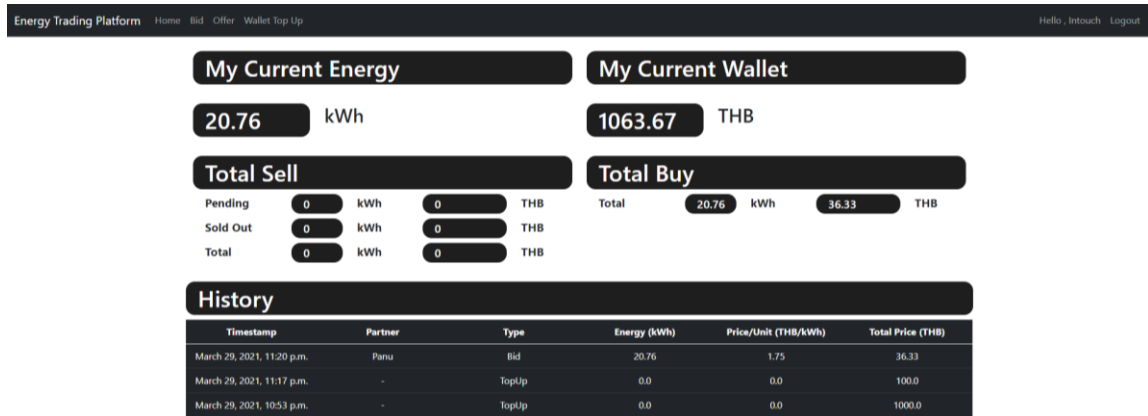 Energy Trading Platform Home Bid Offer Wallet Top Up Hello , Intouch Logout
My Current Energy My Current Wallet
20.76 kWh 1063.67 THB
Total Sell Total Buy
Pending 0 kWh 0 THB Total 20.76 kWh 36.33 THB
Sold Out 0 kWh 0 THB
Total 0 kWh 0 THB
History
Timestamp Partner Type Energy (kWh) Price/Unit (THB/kWh) Total Price (THB)
March 29, 2021, 11:20 p.m. Panu Bid 20.76 1.75 36.33
March 29, 2021, 11:17 p.m. - TopUp 0.0 0.0 100.0
March 29, 2021, 10:53 p.m. - TopUp 0.0 0.0 1000.0